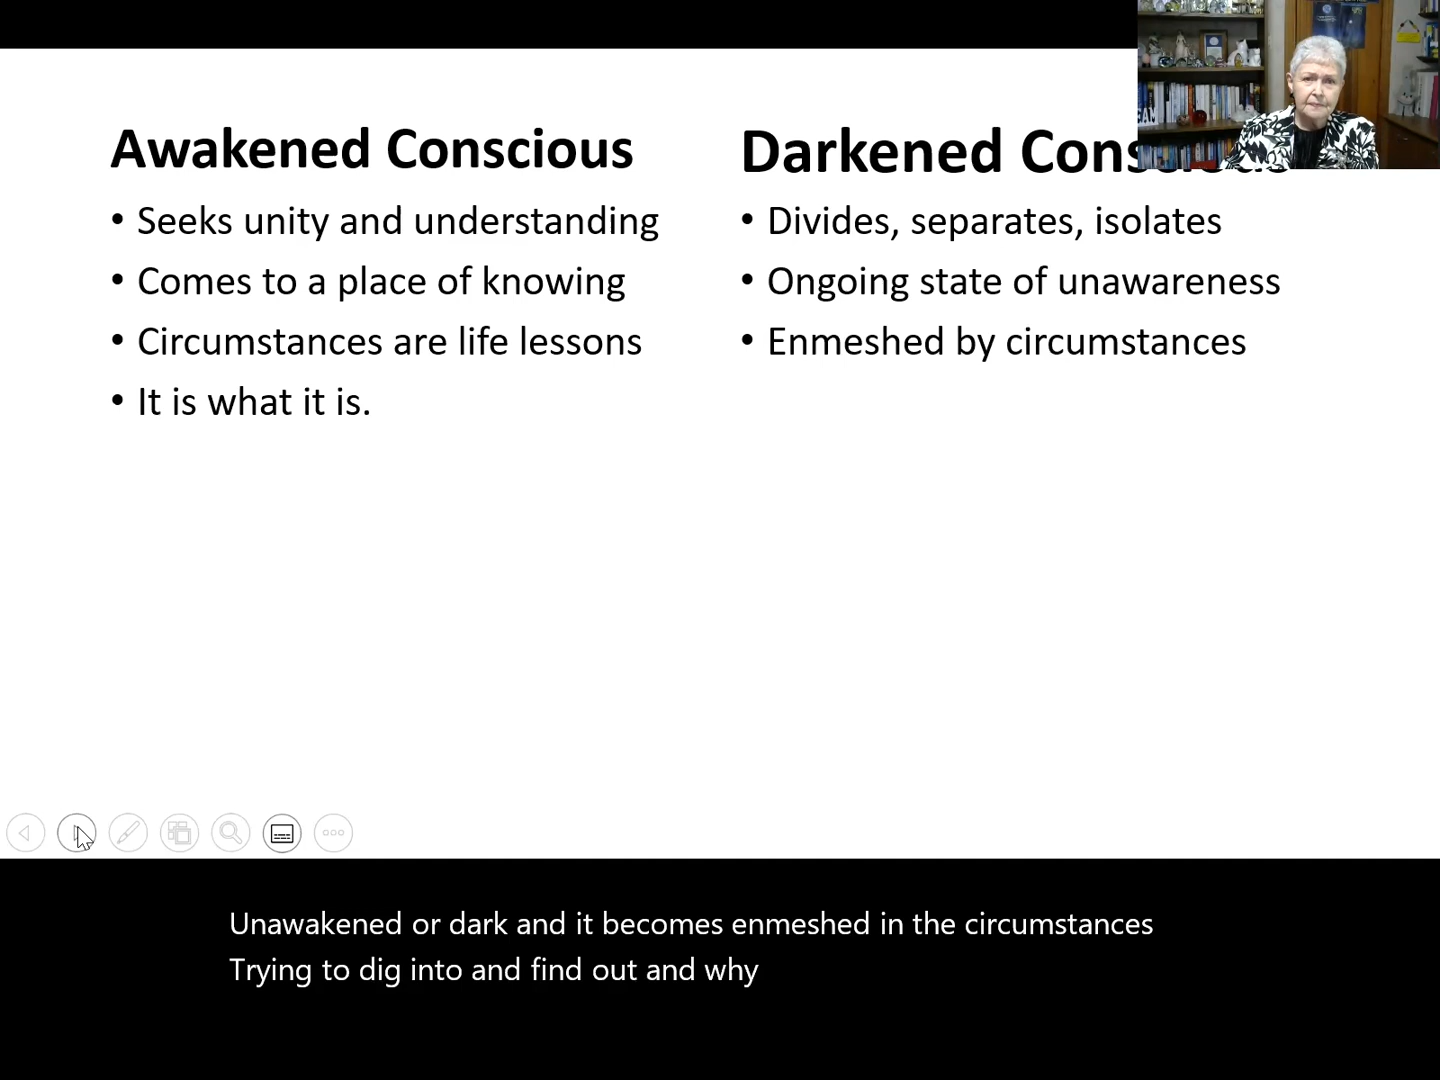 Awakened Conscious
• Seeks unity and understanding
• Comes to a place of knowing
• Circumstances are life lessons
• It is what it is.
Darkened
• Divides, separates, isolates
• Ongoing state of unawareness
• Enmeshed by circumstances
Unawakened or dark and it becomes enmeshed in the circumstances
Trying to dig into and find out and why